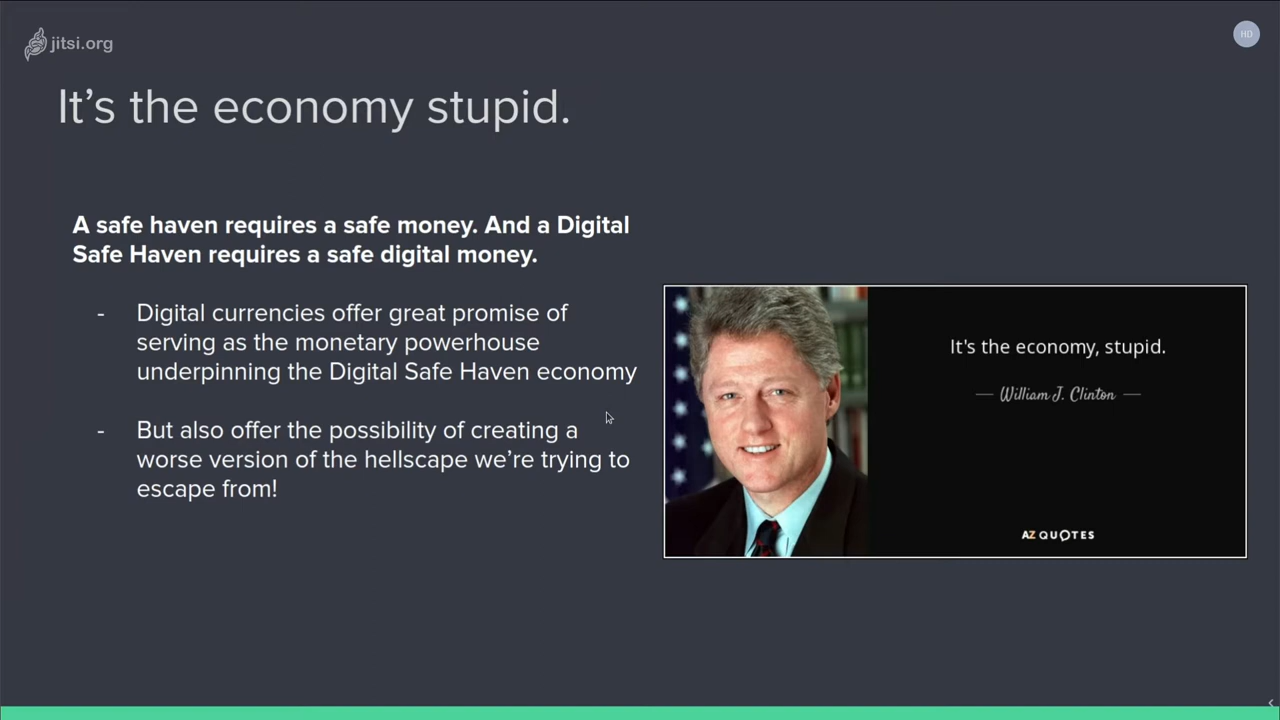 jitsi.org
HD
It's the economy stupid.
A safe haven requires a safe money. And a Digital
Safe Haven requires a safe digital money.
- Digital currencies offer great promise of
serving as the monetary powerhouse
underpinning the Digital Safe Haven economy
- But also offer the possibility of creating a
worse version of the hellscape we're trying to
escape from!
It's the economy, stupid.
— William J. Clinton —
AZ QUOTES